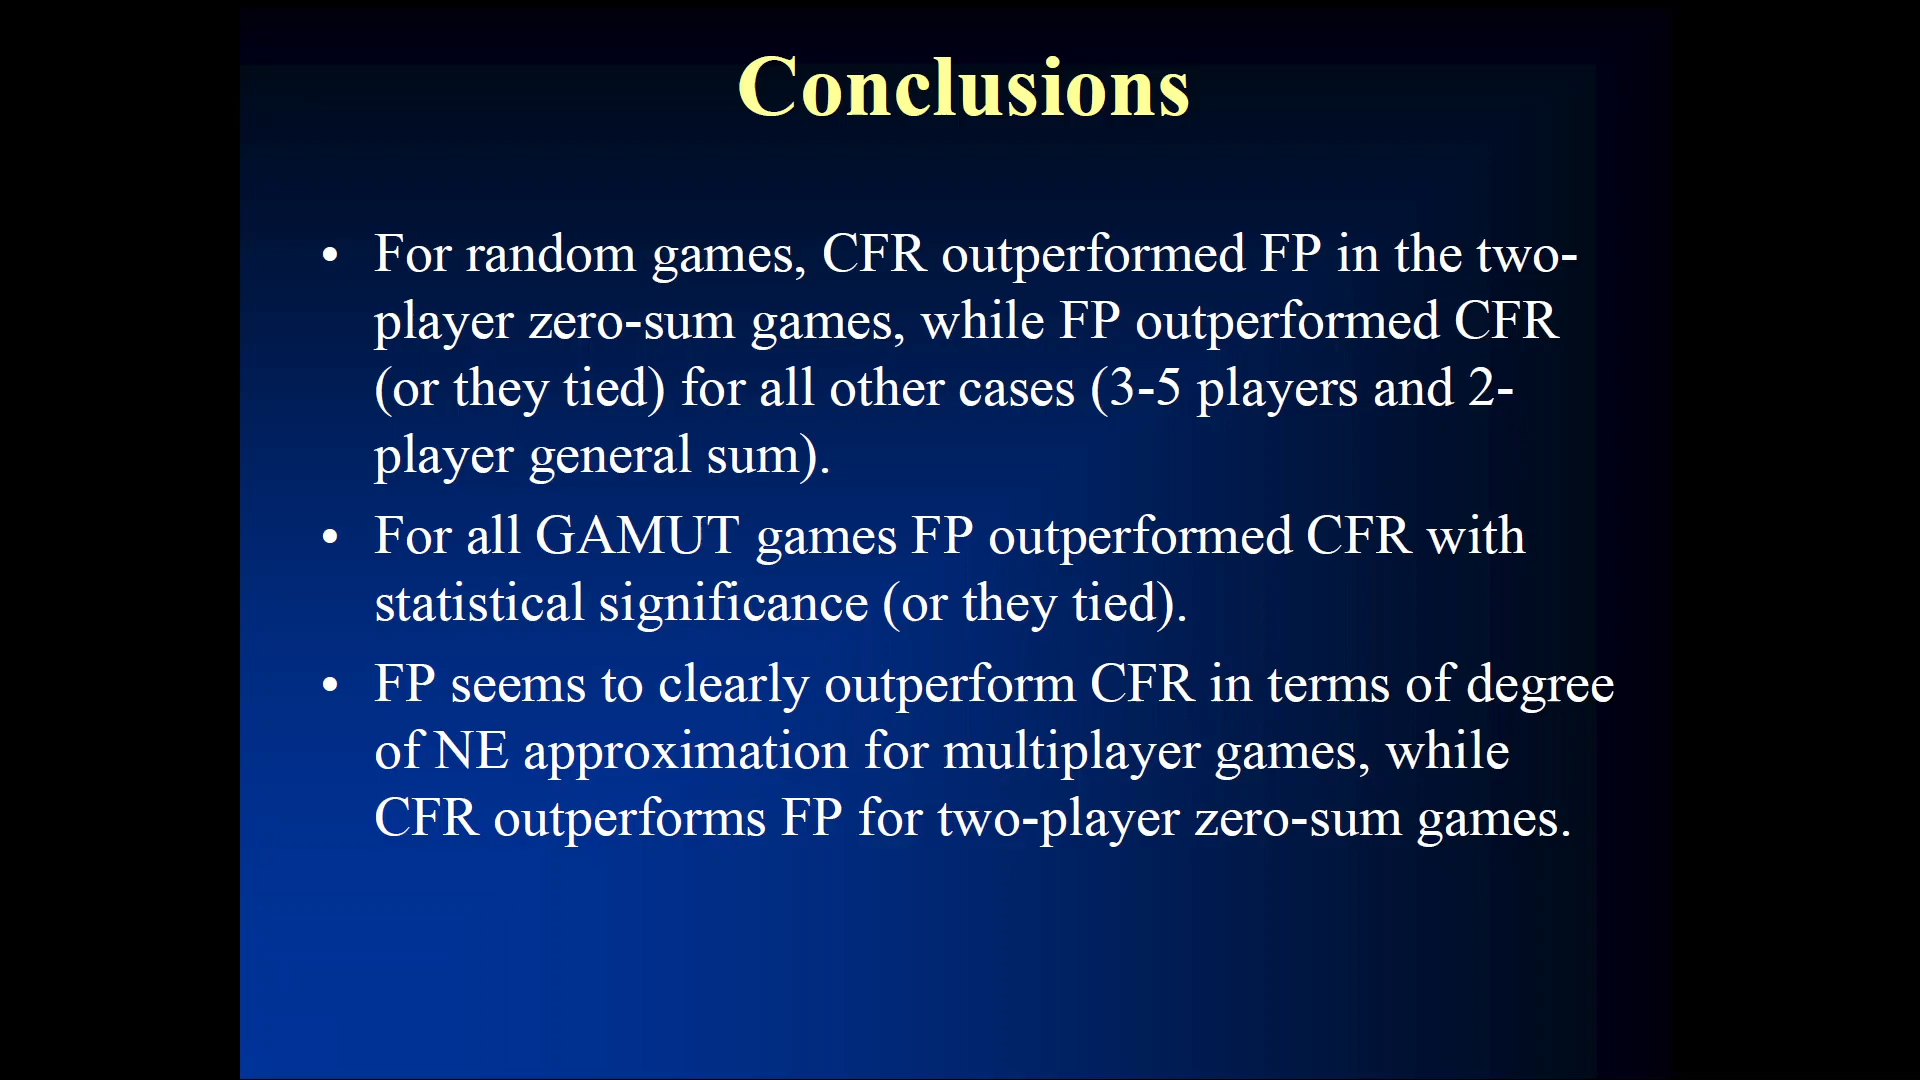 Conclusions
• For random games, CFR outperformed FP in the two-
player zero-sum games, while FP outperformed CFR
(or they tied) for all other cases (3-5 players and 2-
player general sum).
• For all GAMUT games FP outperformed CFR with
statistical significance (or they tied).
• FP seems to clearly outperform CFR in terms of degree
of NE approximation for multiplayer games, while
CFR outperforms FP for two-player zero-sum games.